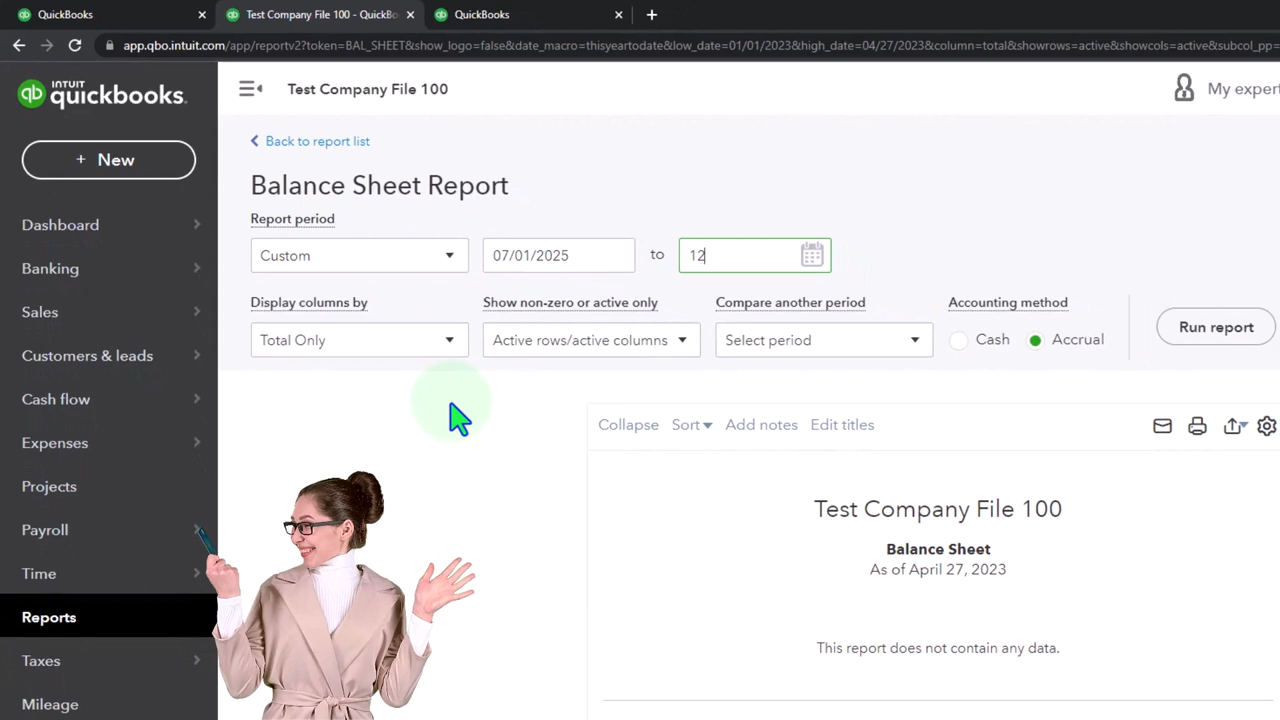 QuickBooks
Test Company File 100 - QuickBo
QuickBooks
app.qbo.intuit.com/app/reportv2?token=BAL_SHEET&show_logo=false&date_macro=thisyeartodate&low_date=01/01/2023&high_date=04/27/2023&column=total&showrows=active&showcols=active&subcol_pp=
INTUIT
quickbooks.
Test Company File 100
My expert
+ New
Back to report list
Balance Sheet Report
Report period
Custom
07/01/2025
to
12
Display columns by
Show non-zero or active only
Compare another period
Accounting method
Total Only
Active rows/active columns
Select period
Cash
Accrual
Run report
Dashboard
Banking
Sales
Customers & leads
Cash flow
Expenses
Projects
Payroll
Time
Reports
Taxes
Mileage
Collapse
Sort
Add notes
Edit titles
Test Company File 100
Balance Sheet
As of April 27, 2023
This report does not contain any data.